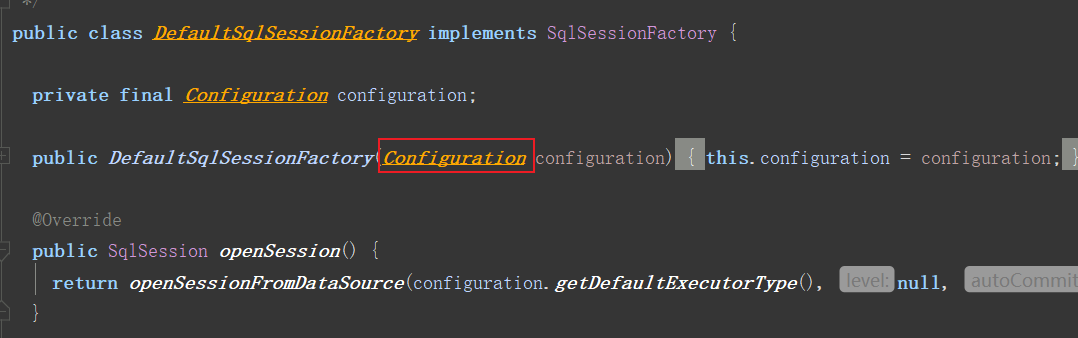 */
public class DefaultSqlSessionFactory implements SqlSessionFactory {
private final Configuration configuration;
public DefaultSqlSessionFactory(Configuration configuration) { this.configuration = configuration; }
@Override
public SqlSession openSession() {
return openSessionFromDataSource(configuration.getDefaultExecutorType(), level: null, autoCommit
}